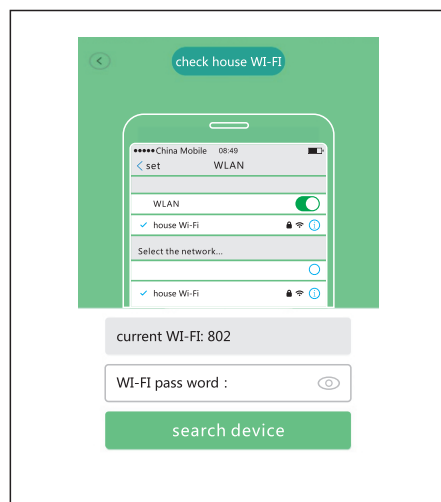 check house WI-FI
China Mobile 08:49
set WLAN
WLAN
house Wi-Fi
Select the network...
house Wi-Fi
current WI-FI: 802
WI-FI pass word :
search device